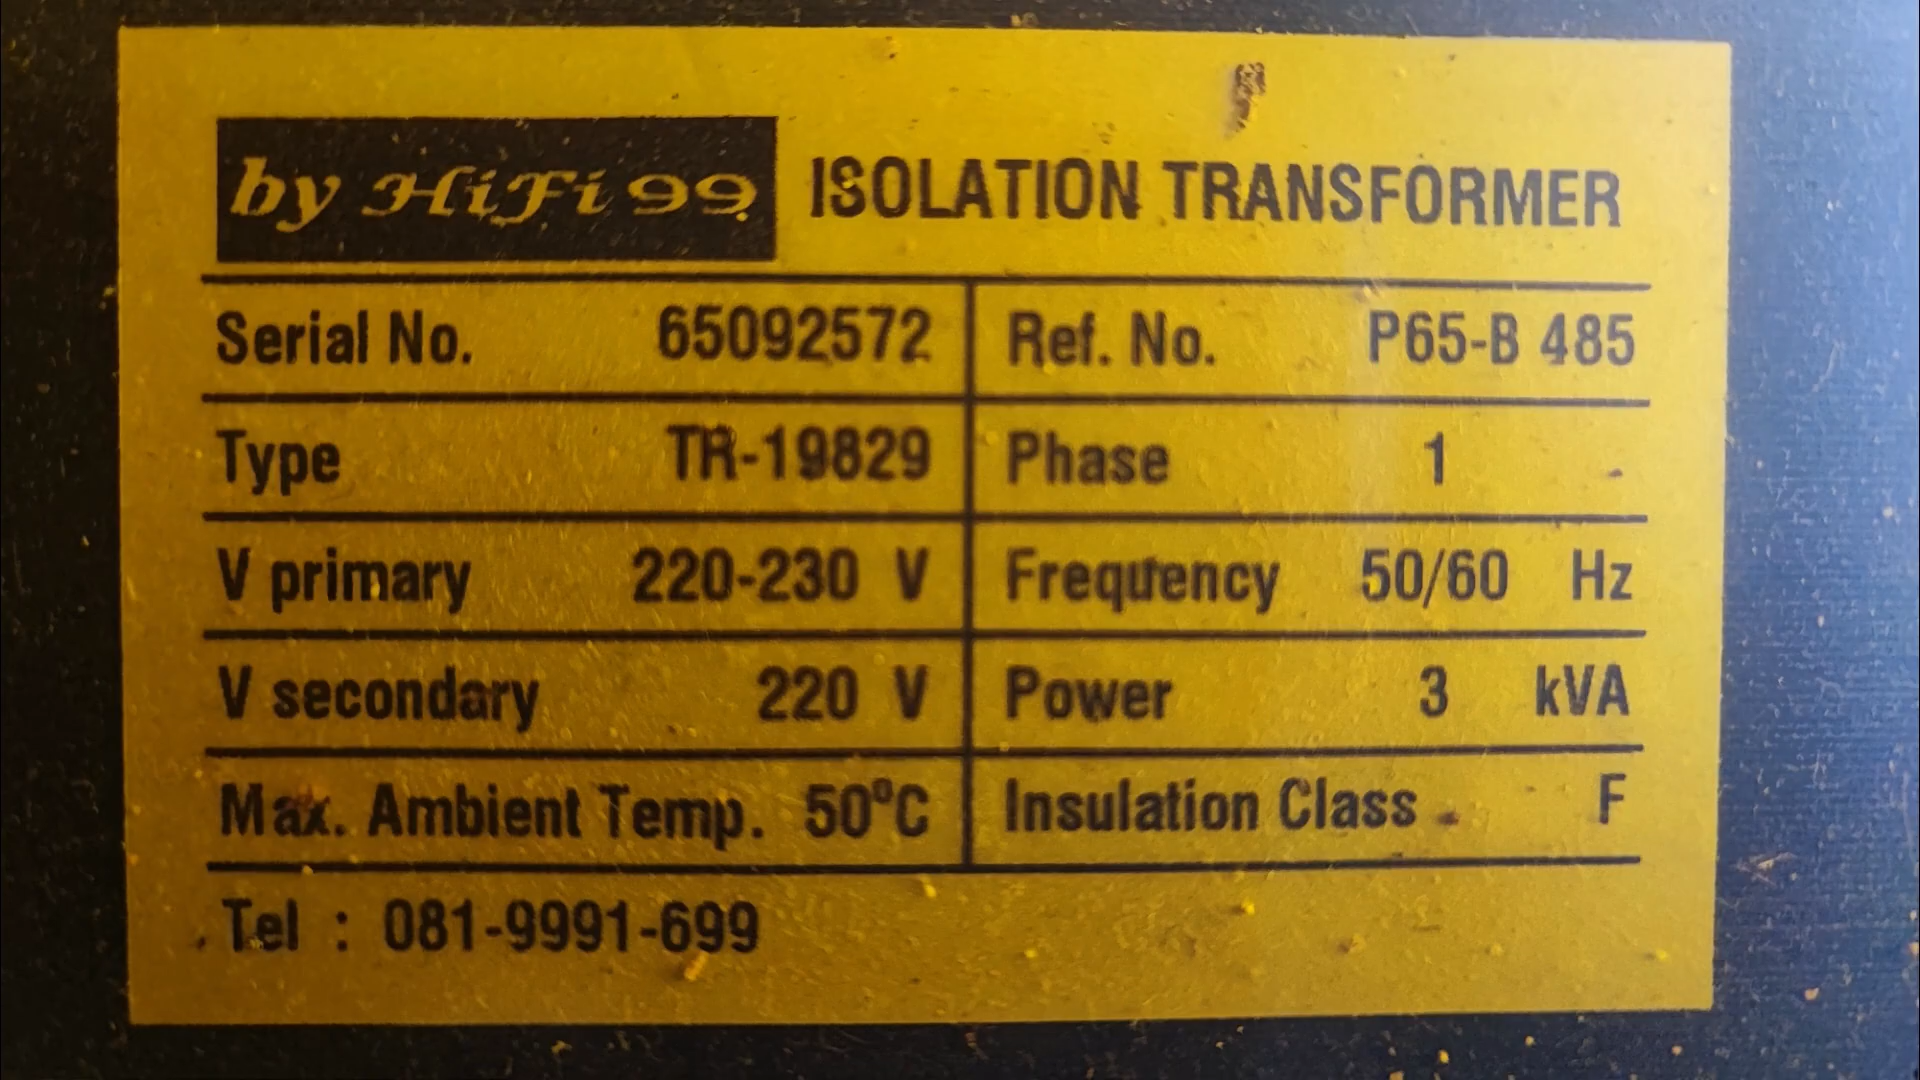 by HiFi 99 ISOLATION TRANSFORMER
Serial No. 65092572 Ref. No. P65-B 485
Type TR-19829 Phase 1 -
V primary 220-230 V Frequency 50/60 Hz
V secondary 220 V Power 3 kVA
Max. Ambient Temp. 50°C Insulation Class F
Tel : 081-9991-699